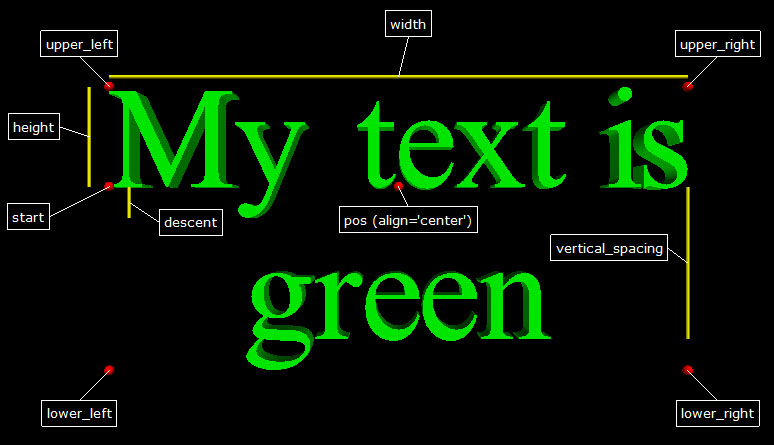 width
upper_left
upper_right
height
My text is
start
descent
pos (align='center')
vertical_spacing
green
lower_left
lower_right